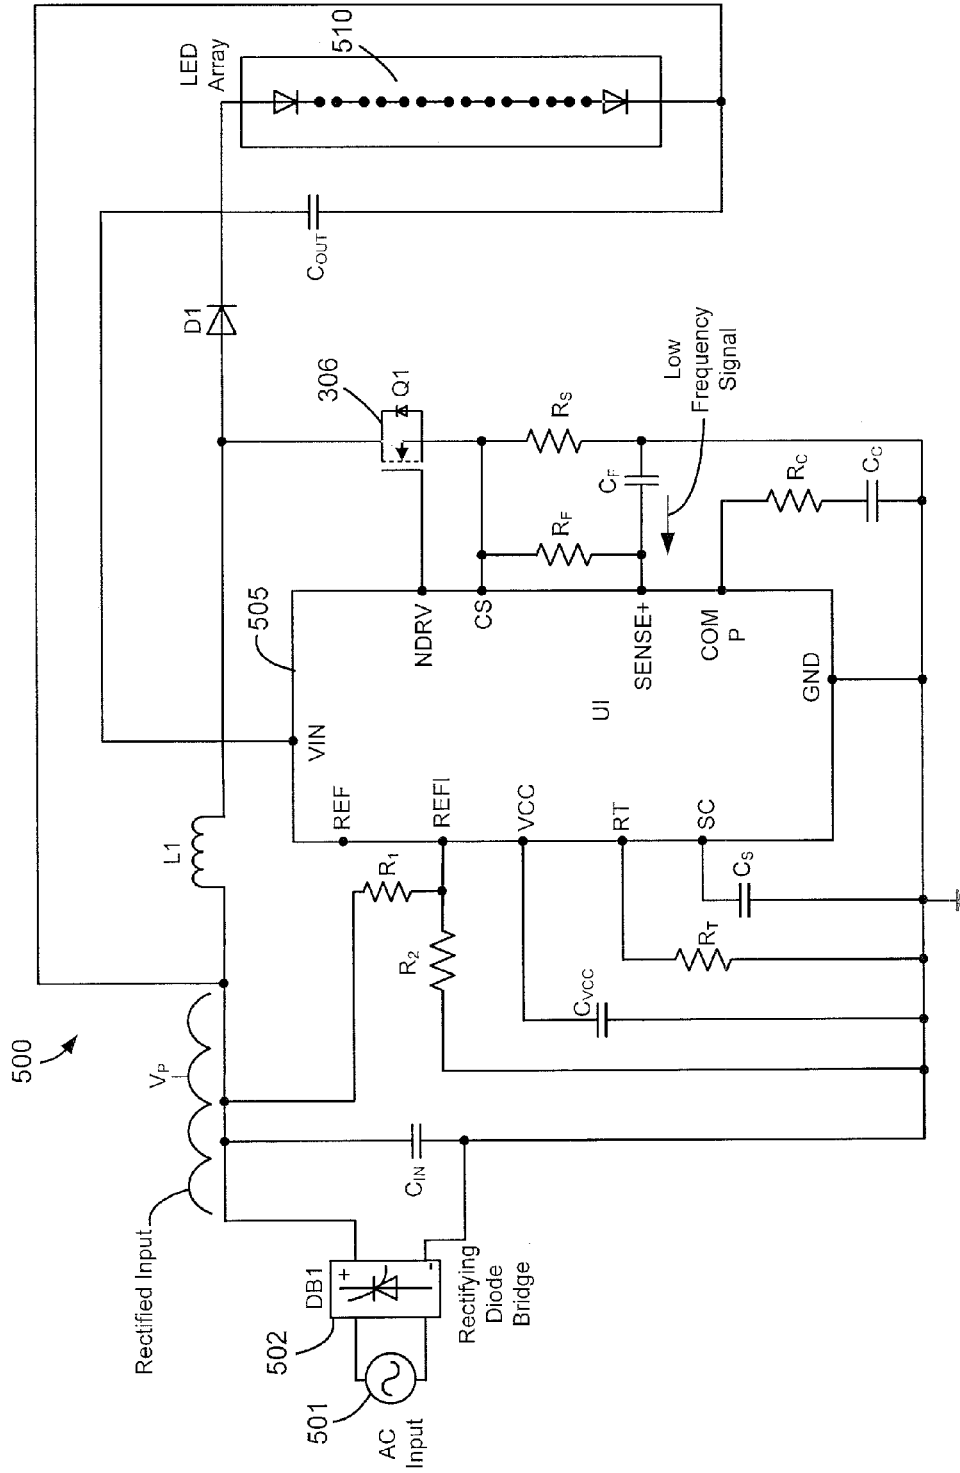 500
Rectified Input
VP
L1
D1
LED
Array
510
COUT
306
Q1
505
VIN
REF
REFI
VCC
RT
SC
NDRV
CS
SENSE+
COM
P
GND
UI
R1
R2
CVCC
RT
CS
RF
RS
CF
Low
Frequency
Signal
RC
CC
CIN
DB1
+
-
Rectifying
Diode
Bridge
502
501
AC
Input